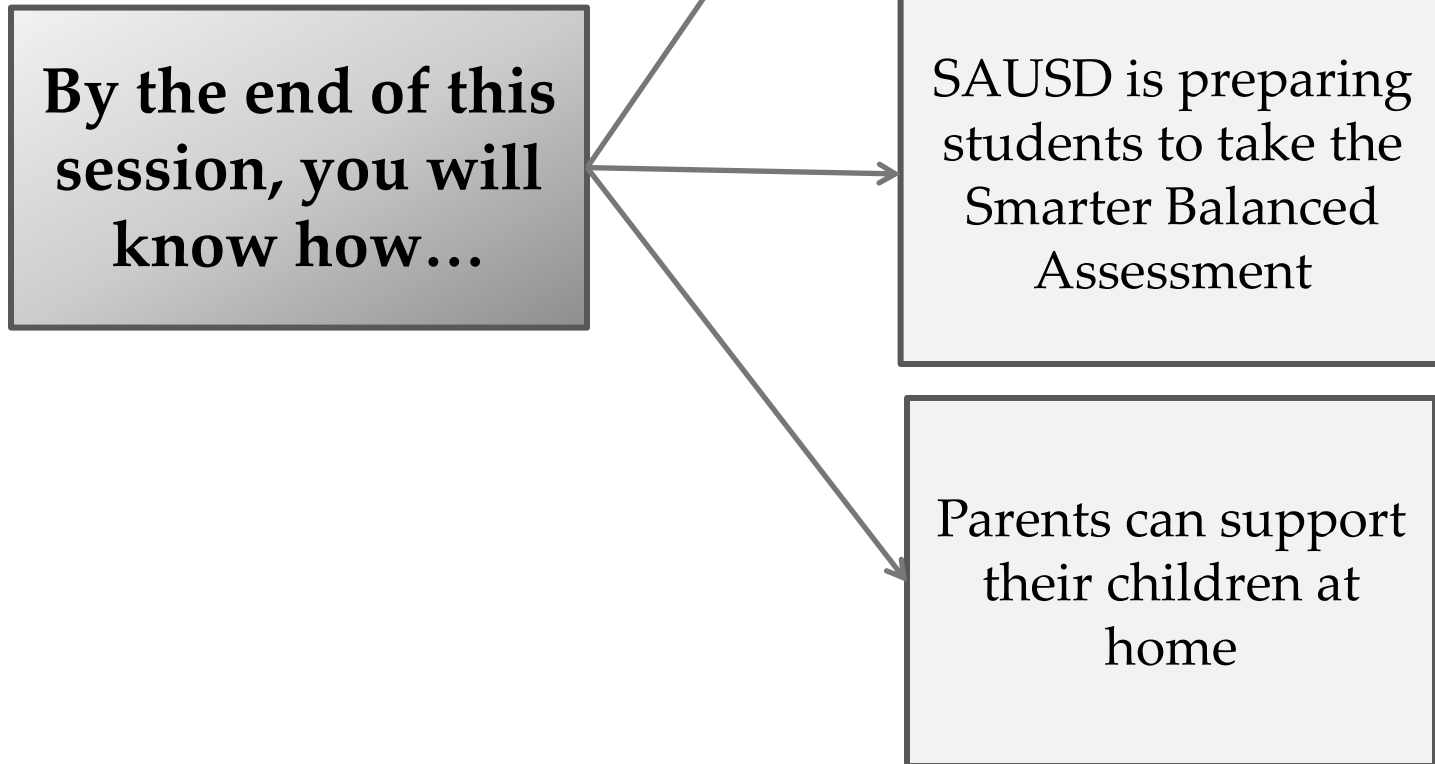 By the end of this
session, you will
know how…
SAUSD is preparing
students to take the
Smarter Balanced
Assessment
Parents can support
their children at
home